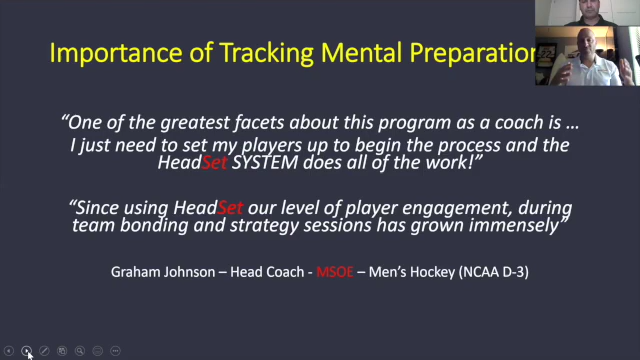 Importance of Tracking Mental Preparation
“One of the greatest facets about this program as a coach is …
I just need to set my players up to begin the process and the
HeadSet SYSTEM does all of the work!”
“Since using HeadSet our level of player engagement, during
team bonding and strategy sessions has grown immensely”
Graham Johnson – Head Coach - MSOE – Men’s Hockey (NCAA D-3)